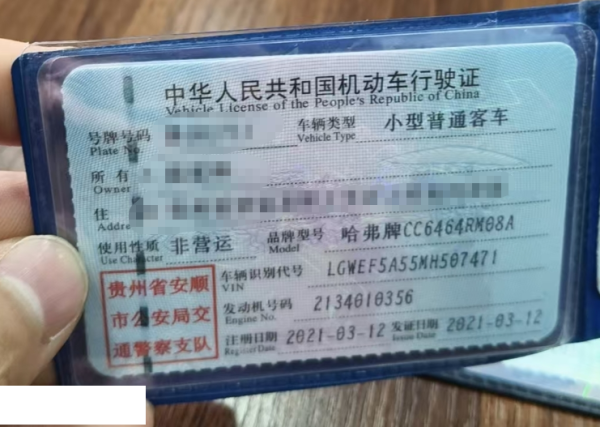 中华人民共和国机动车行驶证
Vehicle License of the People's Republic of China
号牌号码 车辆类型 小型普通客车
Plate No. Vehicle Type
所有人
Owner
住
Addre
使用性质 非营运 品牌型号 哈弗牌CC6464RM08A
Use Character Model
贵州省安顺
市公安局交
通警察支队
车辆识别代号 LGWEF5A55MH507471
VIN
发动机号码 2134010356
Engine No.
注册日期 2021-03-12 发证日期 2021-03-12
Register Date Issue Date